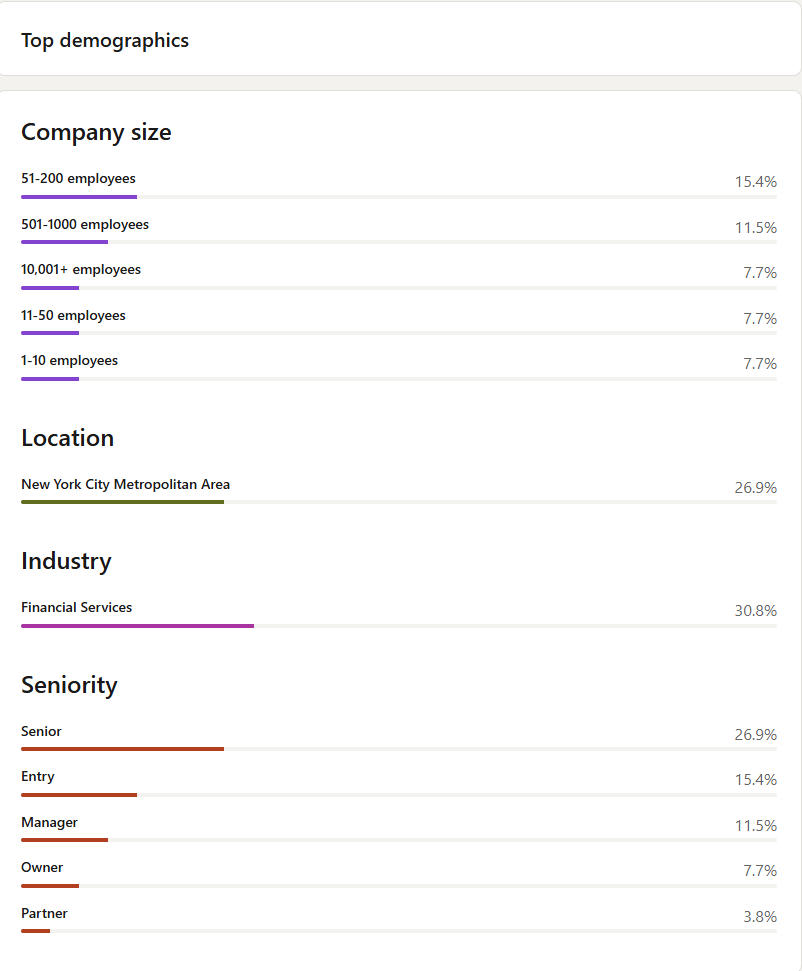 Top demographics
Company size
51-200 employees
15.4%
501-1000 employees
11.5%
10,001+ employees
7.7%
11-50 employees
7.7%
1-10 employees
7.7%
Location
New York City Metropolitan Area
26.9%
Industry
Financial Services
30.8%
Seniority
Senior
26.9%
Entry
15.4%
Manager
11.5%
Owner
7.7%
Partner
3.8%